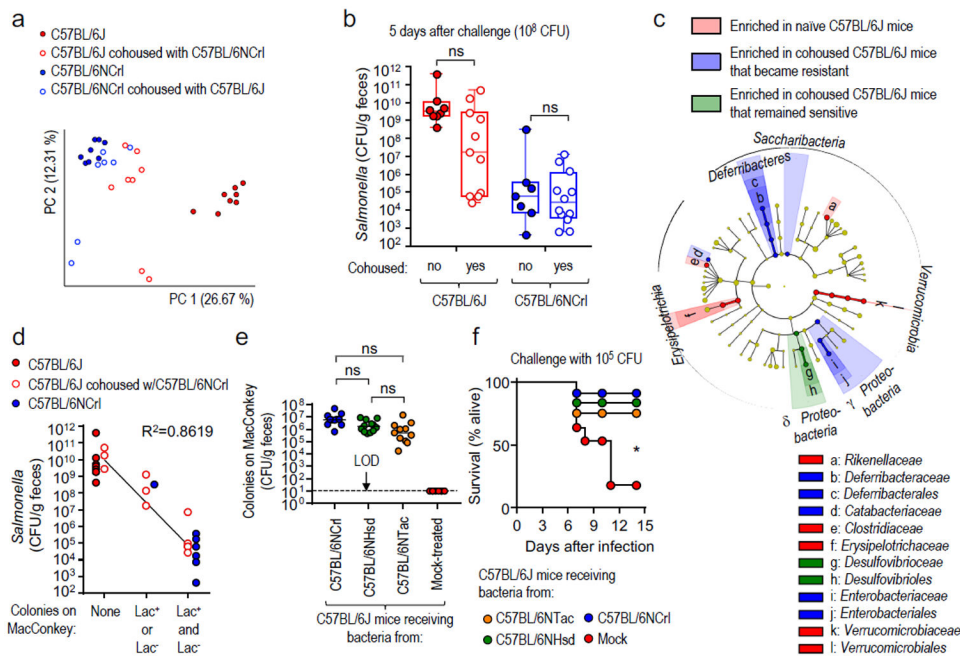 a
C57BL/6J
C57BL/6J cohoused with C57BL/6NCrl
C57BL/6NCrl
C57BL/6NCrl cohoused with C57BL/6J
PC 2 (12.31 %)
PC 1 (26.67 %)
b
5 days after challenge (10⁸ CFU)
ns
ns
Salmonella (CFU/g feces)
10¹²
10¹¹
10¹⁰
10⁹
10⁸
10⁷
10⁶
10⁵
10⁴
10³
10²
Cohoused: no yes no yes
C57BL/6J C57BL/6NCrl
c
Enriched in naïve C57BL/6J mice
Enriched in cohoused C57BL/6J mice
that became resistant
Enriched in cohoused C57BL/6J mice
that remained sensitive
Saccharibacteria
Deferribacteres
Verrucomicrobia
Erysipelotrichia
δ Proteo-
bacteria
γ Proteo-
bacteria
a
b
c
d
e
f
g
h
i
j
k
l
a: Rikenellaceae
b: Deferribacteraceae
c: Deferribacterales
d: Catabacteriaceae
e: Clostridiaceae
f: Erysipelotrichaceae
g: Desulfovibrioceae
h: Desulfovibrioles
i: Enterobacteriaceae
j: Enterobacteriales
k: Verrucomicrobiaceae
l: Verrucomicrobiales
d
C57BL/6J
C57BL/6J cohoused w/C57BL/6NCrl
C57BL/6NCrl
R²=0.8619
Salmonella
(CFU/g feces)
10¹²
10¹¹
10¹⁰
10⁹
10⁸
10⁷
10⁶
10⁵
10⁴
10³
10²
Colonies on
MacConkey:
None
Lac⁺
or
Lac⁻
Lac⁺
and
Lac⁻
e
ns
ns
ns
Colonies on MacConkey
(CFU/g feces)
10⁸
10⁷
10⁶
10⁵
10⁴
10³
10²
10¹
10⁰
LOD
C57BL/6NCrl
C57BL/6NHsd
C57BL/6NTac
Mock-treated
C57BL/6J mice receiving
bacteria from:
f
Challenge with 10⁵ CFU
Survival (% alive)
100
50
0
*
0 3 6 9 12 15
Days after infection
C57BL/6J mice receiving
bacteria from:
C57BL/6NTac C57BL/6NCrl
C57BL/6NHsd Mock